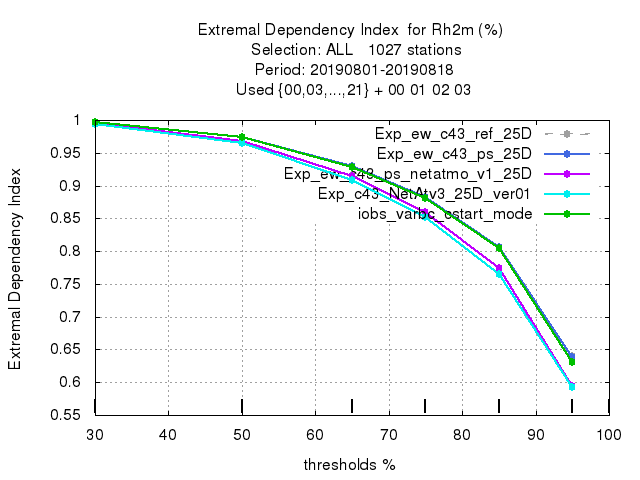 Extremal Dependency Index for Rh2m (%)
Selection: ALL 1027 stations
Period: 20190801-20190818
Used {00,03,...,21} + 00 01 02 03
Exp_ew_c43_ref_25D
Exp_ew_c43_ps_25D
Exp_ew_c43_ps_netatmo_v1_25D
Exp_c43_NetAtv3_25D_ver01
iobs_varbc_cstart_mode
Extremal Dependency Index
1
0.95
0.9
0.85
0.8
0.75
0.7
0.65
0.6
0.55
30 40 50 60 70 80 90 100
thresholds %